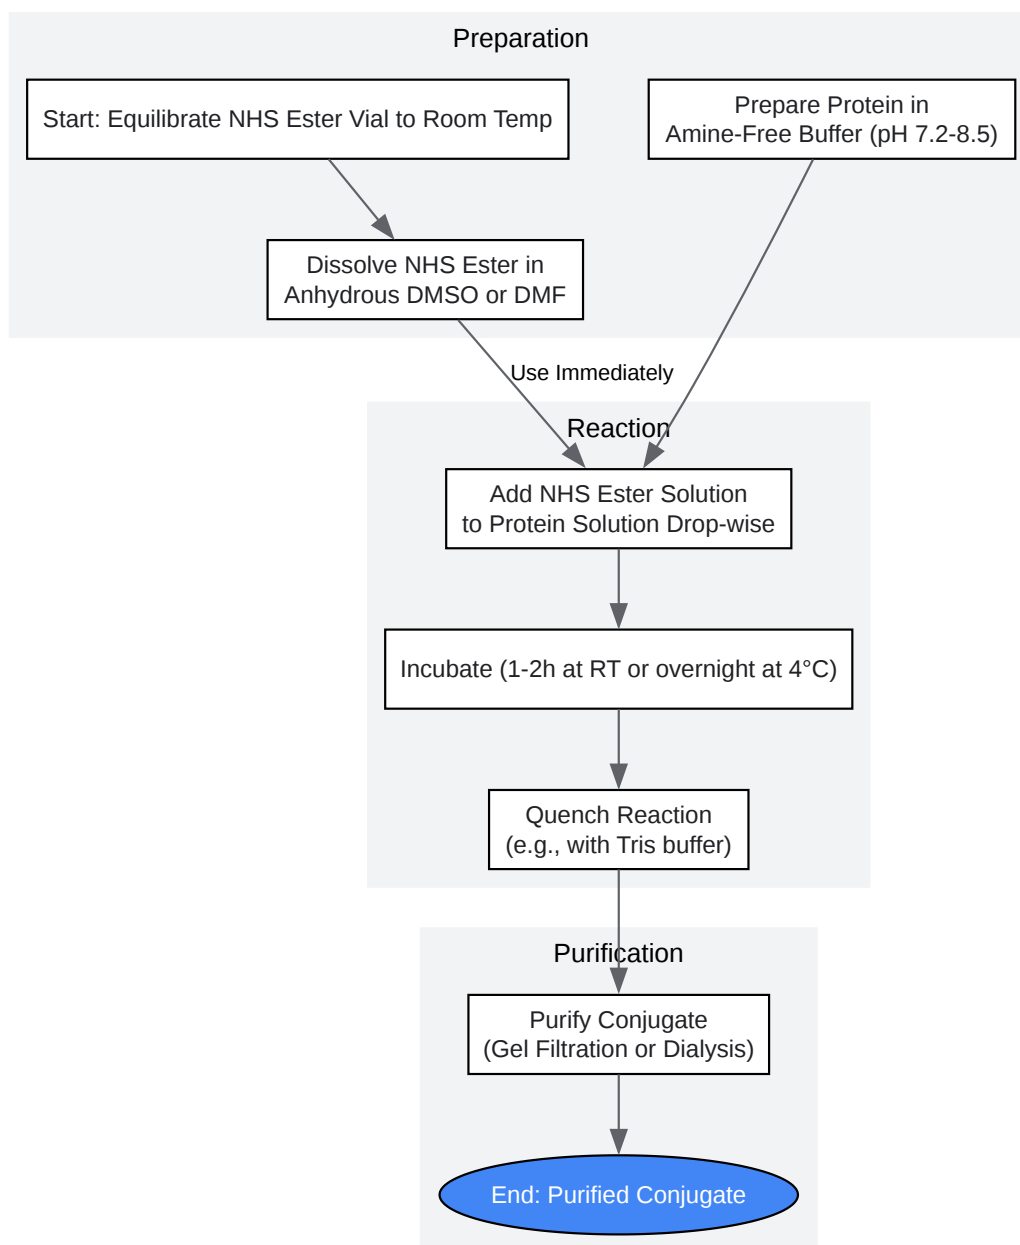 Preparation
Start: Equilibrate NHS Ester Vial to Room Temp
Prepare Protein in
Amine-Free Buffer (pH 7.2-8.5)
Dissolve NHS Ester in
Anhydrous DMSO or DMF
Use Immediately
Reaction
Add NHS Ester Solution
to Protein Solution Drop-wise
Incubate (1-2h at RT or overnight at 4°C)
Quench Reaction
(e.g., with Tris buffer)
Purification
Purify Conjugate
(Gel Filtration or Dialysis)
End: Purified Conjugate